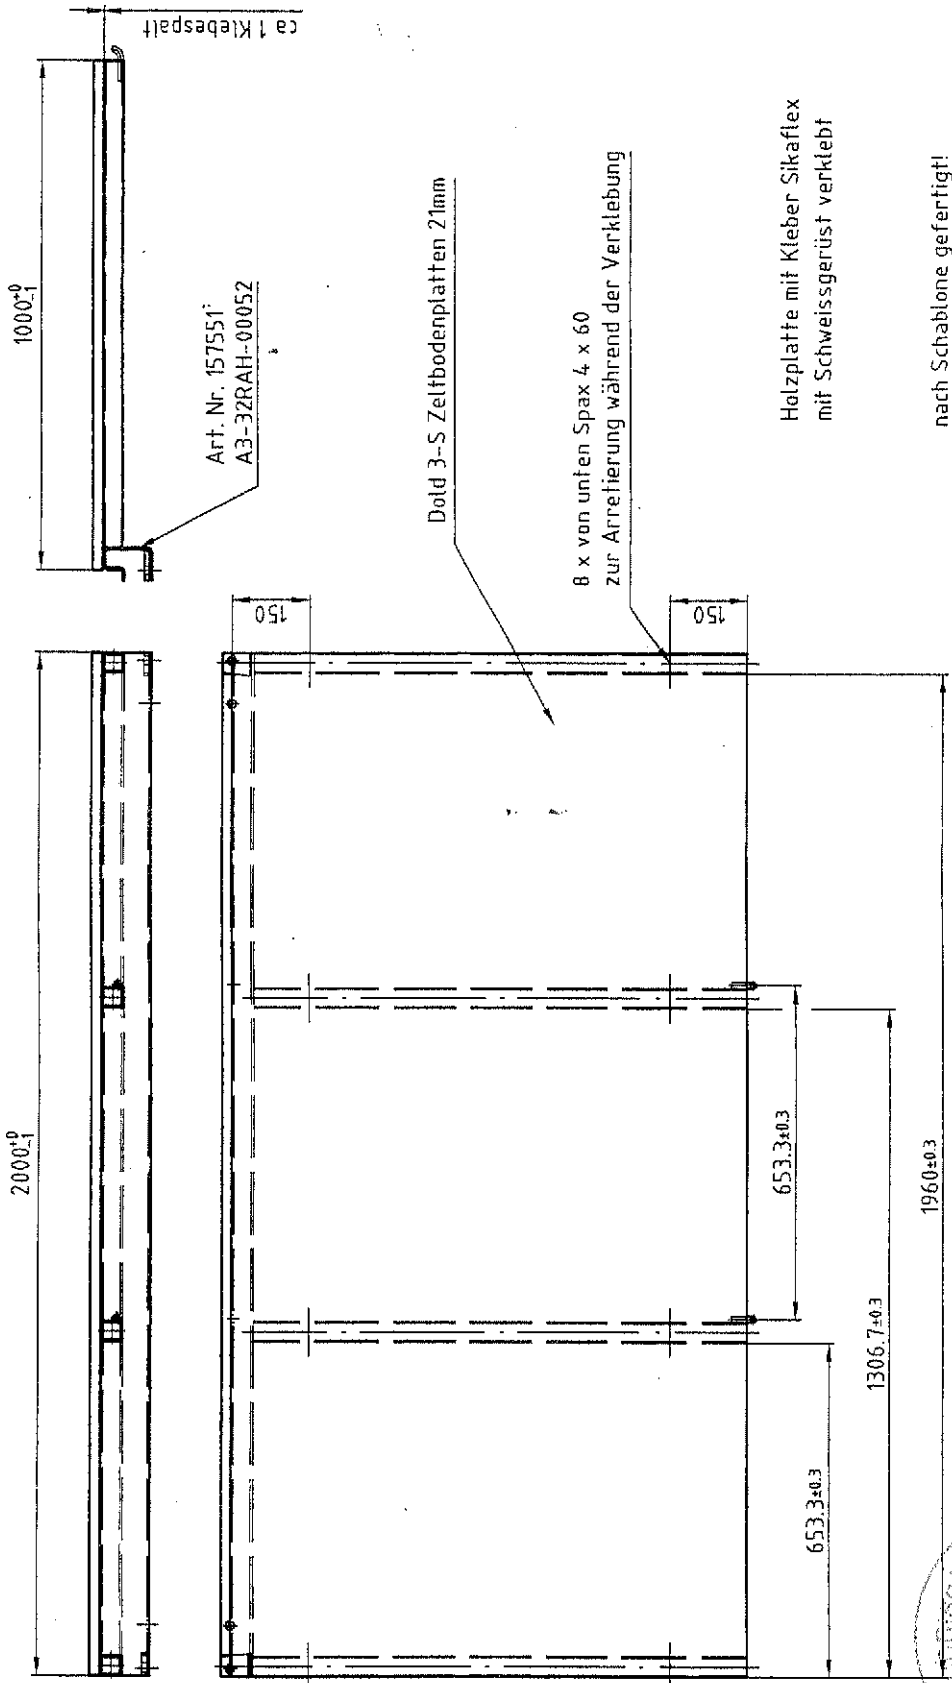 2000+0-1
1000+0-1
ca 1 Klebespalt
Art. Nr. 157551
A3-32RAH-00052
150
150
Dold 3-S Zeltbodenplatten 21mm
8 x von unten Spax 4 x 60
zur Arretierung während der Verklebung
653.3±0.3
653.3±0.3
1306.7±0.3
1960±0.3
Holzplatte mit Kleber Sikaflex
mit Schweissgerüst verklebt
nach Schablone gefertigt!